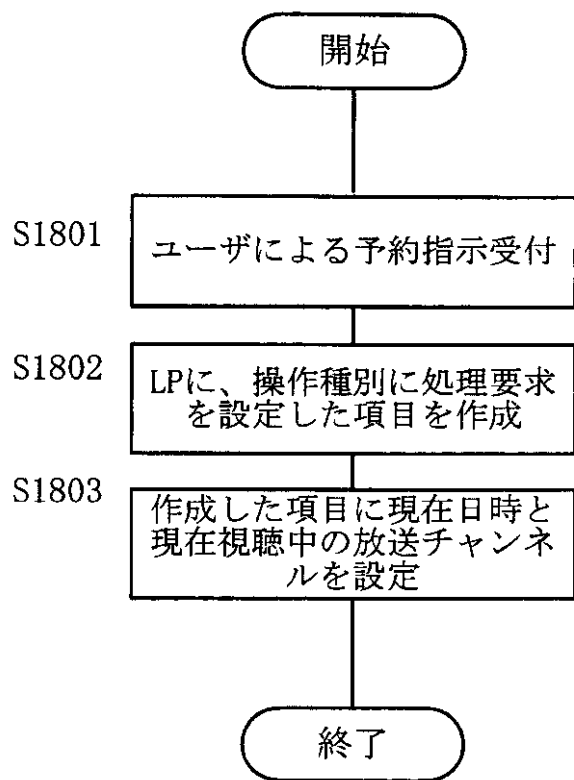 開始
S1801
ユーザによる予約指示受付
S1802
LPに、操作種別に処理要求
を設定した項目を作成
S1803
作成した項目に現在日時と
現在視聴中の放送チャンネ
ルを設定
終了